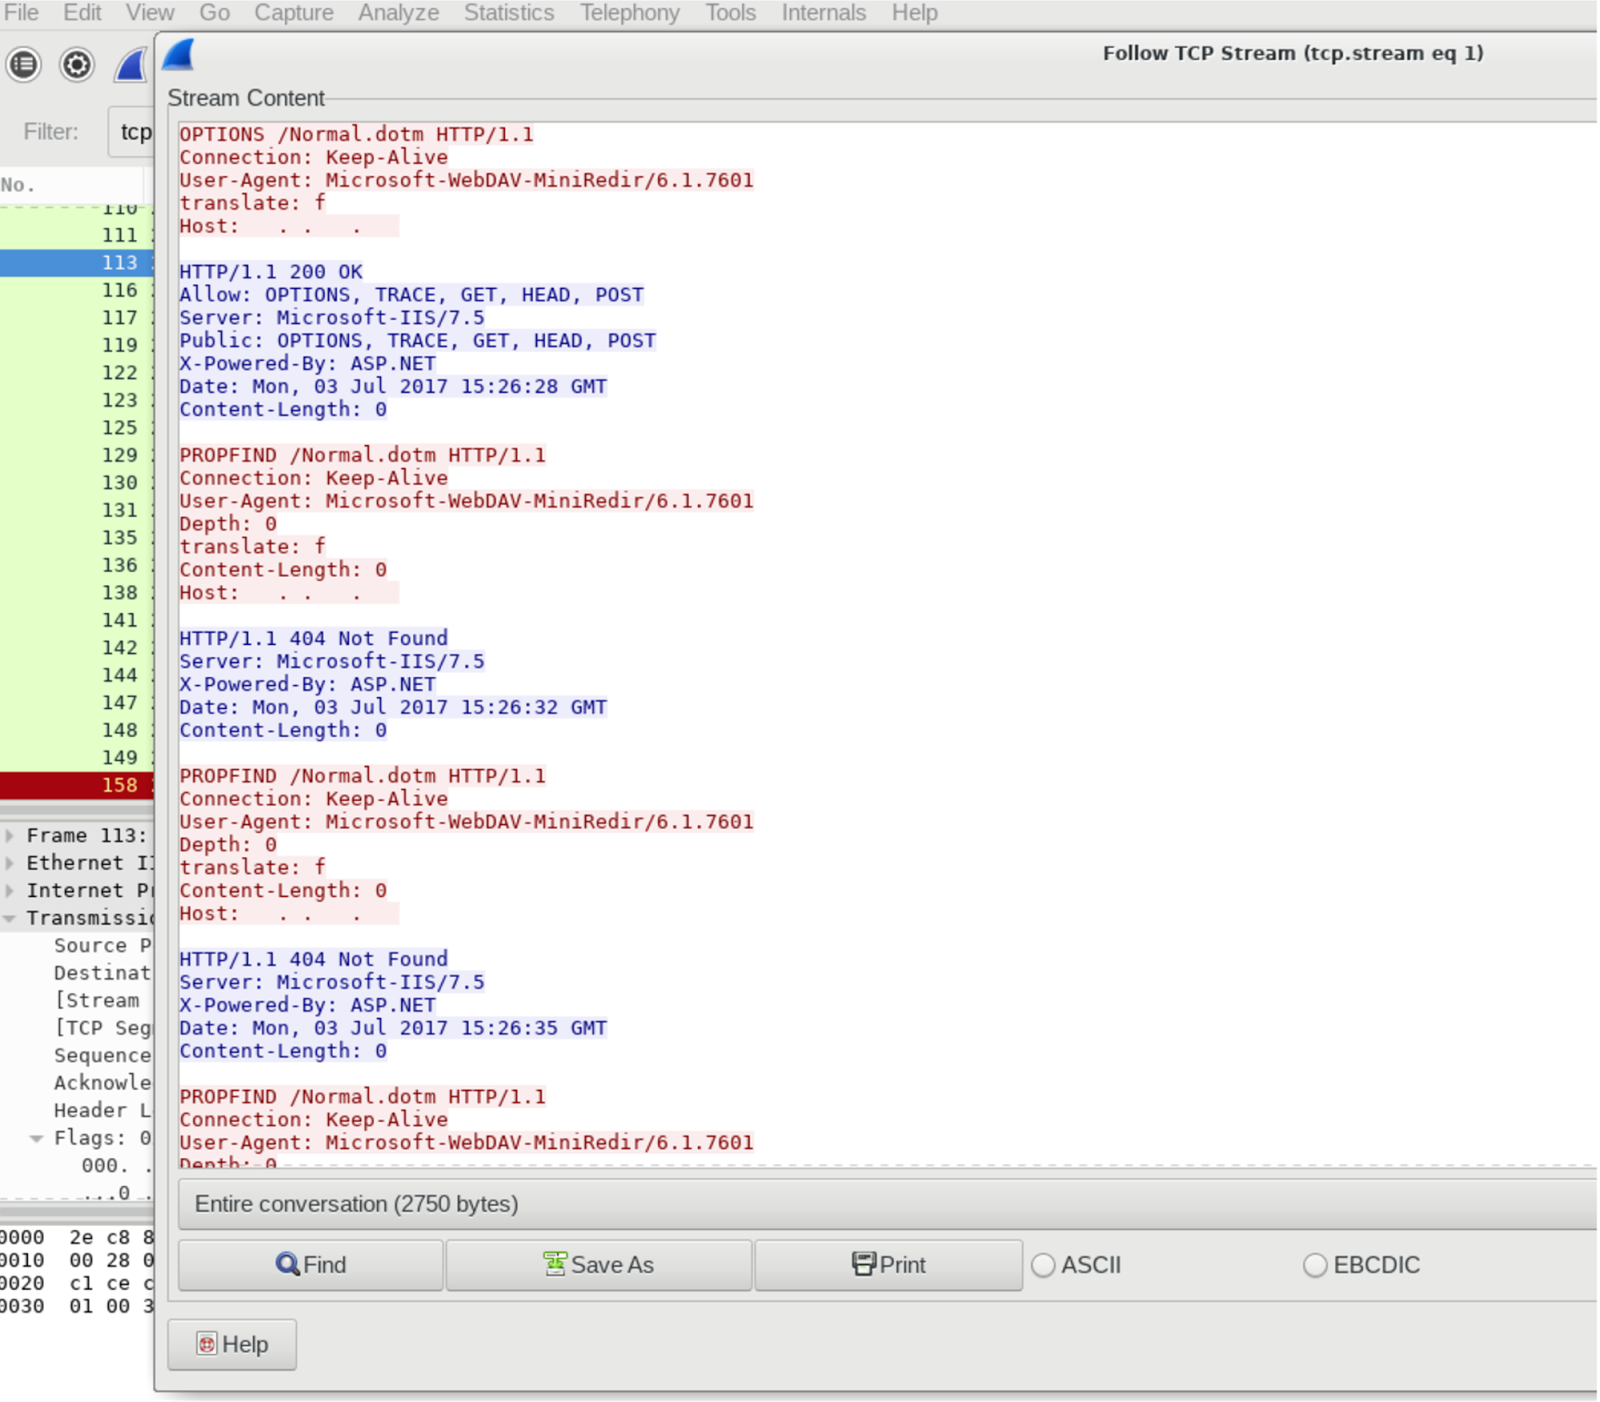 File Edit View Go Capture Analyze Statistics Telephony Tools Internals Help
Follow TCP Stream (tcp.stream eq 1)
Stream Content
Filter: tcp
No.
110
111
113
116
117
119
122
123
125
129
130
131
135
136
138
141
142
144
147
148
149
158
OPTIONS /Normal.dotm HTTP/1.1
Connection: Keep-Alive
User-Agent: Microsoft-WebDAV-MiniRedir/6.1.7601
translate: f
Host: . . .
HTTP/1.1 200 OK
Allow: OPTIONS, TRACE, GET, HEAD, POST
Server: Microsoft-IIS/7.5
Public: OPTIONS, TRACE, GET, HEAD, POST
X-Powered-By: ASP.NET
Date: Mon, 03 Jul 2017 15:26:28 GMT
Content-Length: 0
PROPFIND /Normal.dotm HTTP/1.1
Connection: Keep-Alive
User-Agent: Microsoft-WebDAV-MiniRedir/6.1.7601
Depth: 0
translate: f
Content-Length: 0
Host: . . .
HTTP/1.1 404 Not Found
Server: Microsoft-IIS/7.5
X-Powered-By: ASP.NET
Date: Mon, 03 Jul 2017 15:26:32 GMT
Content-Length: 0
PROPFIND /Normal.dotm HTTP/1.1
Connection: Keep-Alive
User-Agent: Microsoft-WebDAV-MiniRedir/6.1.7601
Depth: 0
translate: f
Content-Length: 0
Host: . . .
HTTP/1.1 404 Not Found
Server: Microsoft-IIS/7.5
X-Powered-By: ASP.NET
Date: Mon, 03 Jul 2017 15:26:35 GMT
Content-Length: 0
PROPFIND /Normal.dotm HTTP/1.1
Connection: Keep-Alive
User-Agent: Microsoft-WebDAV-MiniRedir/6.1.7601
Depth: 0
Frame 113:
Ethernet I
Internet P
Transmissi
Source P
Destinat
[Stream
[TCP Seg
Sequence
Acknowle
Header L
Flags: 0
000. .
...0 .
0000 2e c8 8
0010 00 28 0
0020 c1 ce c
0030 01 00 3
Entire conversation (2750 bytes)
Find Save As Print ASCII EBCDIC
Help